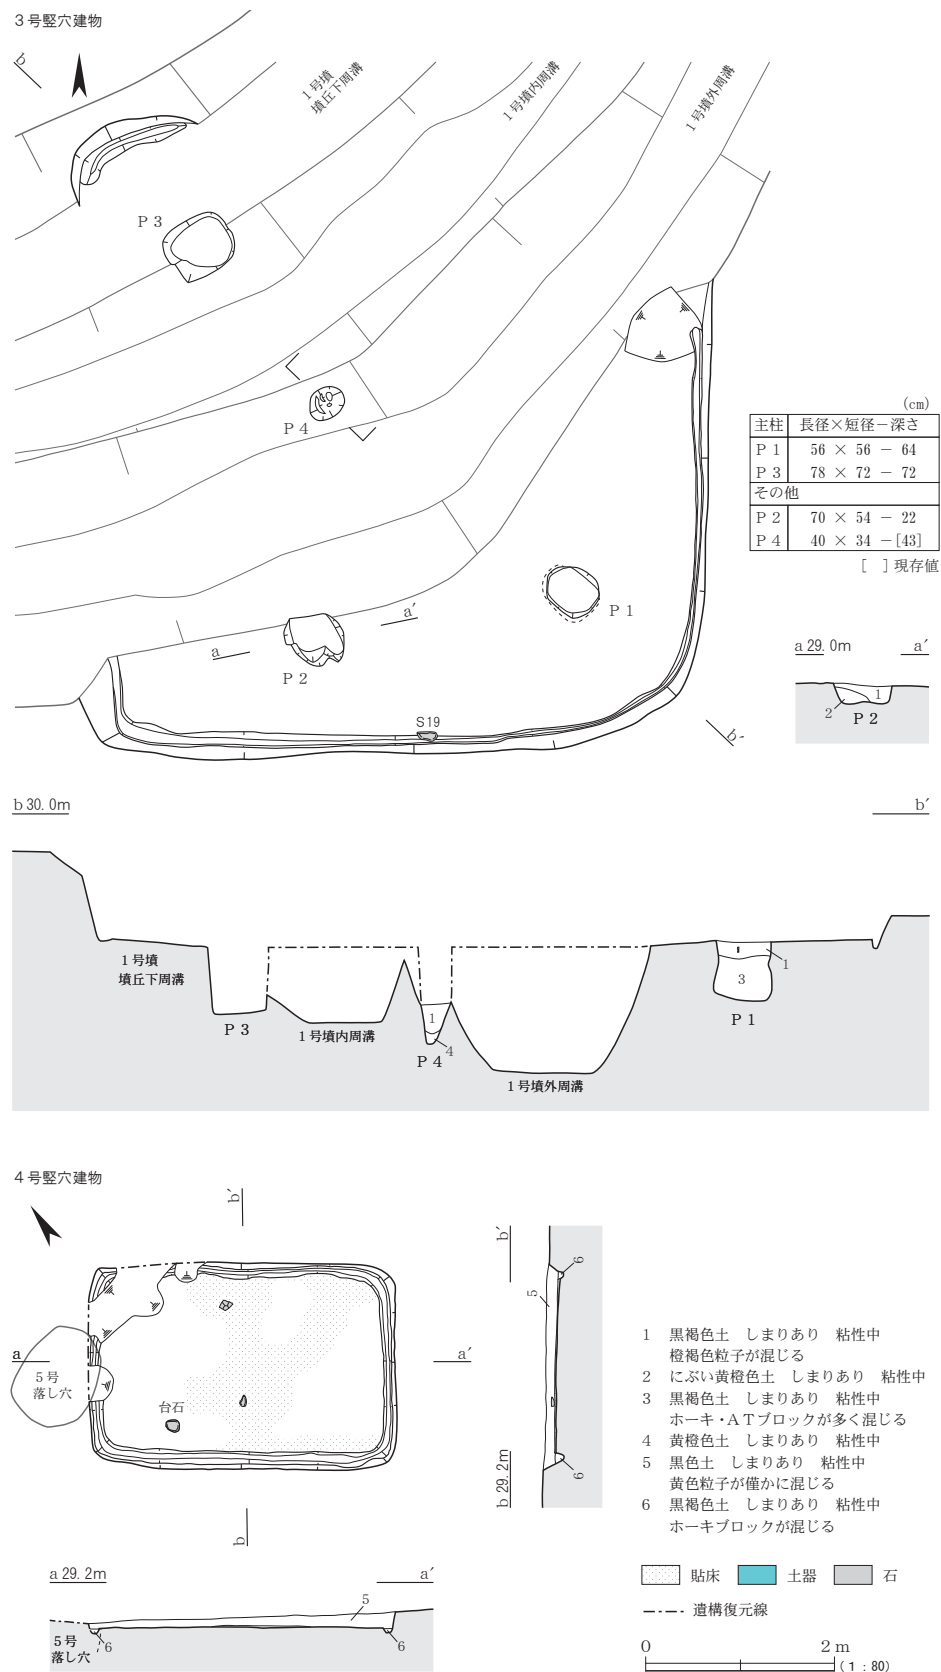 ３号竪穴建物
b
１号墳
墳丘下周溝
１号墳内周溝
１号墳外周溝
Ｐ３
Ｐ４
(cm)
主柱 長径×短径－深さ
Ｐ１ 56 × 56 － 64
Ｐ３ 78 × 72 － 72
その他
Ｐ２ 70 × 54 － 22
Ｐ４ 40 × 34 －[43]
[　]現存値
a′
Ｐ１
a
Ｐ２
S19
b′
a 29.0m a′
1
2
Ｐ２
b 30.0m b′
１号墳
墳丘下周溝
Ｐ３
１号墳内周溝
1
4
Ｐ４
１号墳外周溝
1
3
Ｐ１
４号竪穴建物
b′
a
a′
５号
落し穴
台石
b
b′
6
5
6
b 29.2m
a 29.2m a′
5
５号
落し穴
6
6
1　黒褐色土　しまりあり　粘性中
橙褐色粒子が混じる
2　にぶい黄橙色土　しまりあり　粘性中
3　黒褐色土　しまりあり　粘性中
ホーキ・ＡＴブロックが多く混じる
4　黄橙色土　しまりあり　粘性中
5　黒色土　しまりあり　粘性中
黄色粒子が僅かに混じる
6　黒褐色土　しまりあり　粘性中
ホーキブロックが混じる
貼床 土器 石
遺構復元線
0 2 m
(１：80)